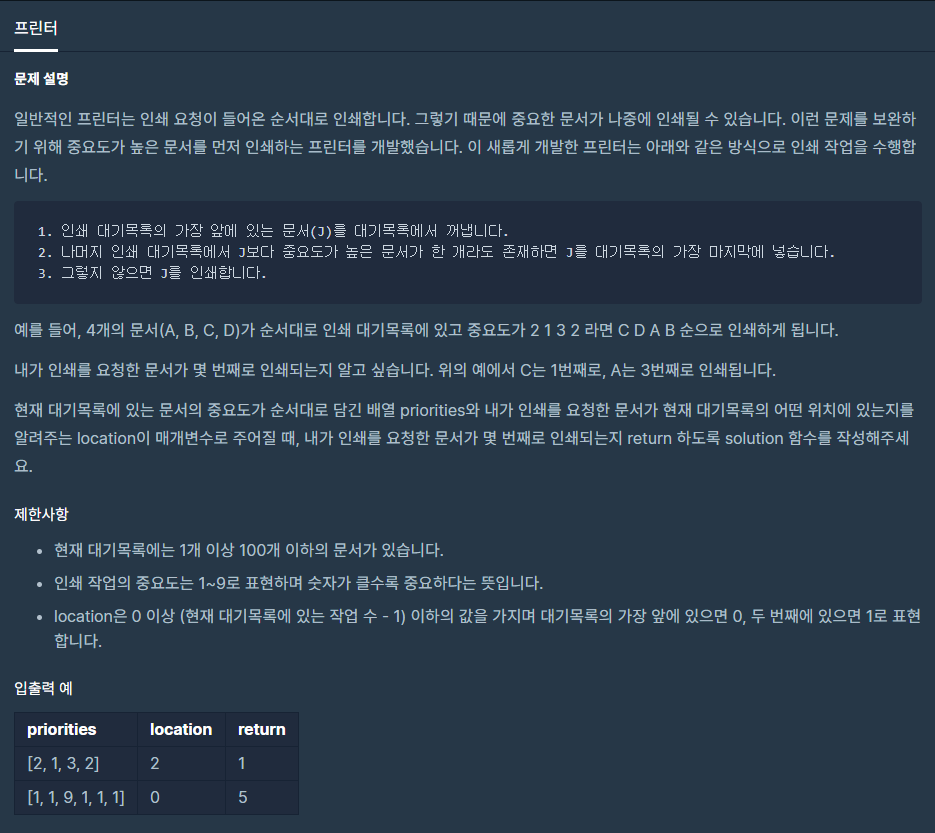 프린터
문제 설명
일반적인 프린터는 인쇄 요청이 들어온 순서대로 인쇄합니다. 그렇기 때문에 중요한 문서가 나중에 인쇄될 수 있습니다. 이런 문제를 보완하
기 위해 중요도가 높은 문서를 먼저 인쇄하는 프린터를 개발했습니다. 이 새롭게 개발한 프린터는 아래와 같은 방식으로 인쇄 작업을 수행합
니다.
1. 인쇄 대기목록의 가장 앞에 있는 문서(J)를 대기목록에서 꺼냅니다.
2. 나머지 인쇄 대기목록에서 J보다 중요도가 높은 문서가 한 개라도 존재하면 J를 대기목록의 가장 마지막에 넣습니다.
3. 그렇지 않으면 J를 인쇄합니다.
예를 들어, 4개의 문서(A, B, C, D)가 순서대로 인쇄 대기목록에 있고 중요도가 2 1 3 2 라면 C D A B 순으로 인쇄하게 됩니다.
내가 인쇄를 요청한 문서가 몇 번째로 인쇄되는지 알고 싶습니다. 위의 예에서 C는 1번째로, A는 3번째로 인쇄됩니다.
현재 대기목록에 있는 문서의 중요도가 순서대로 담긴 배열 priorities와 내가 인쇄를 요청한 문서가 현재 대기목록의 어떤 위치에 있는지를
알려주는 location이 매개변수로 주어질 때, 내가 인쇄를 요청한 문서가 몇 번째로 인쇄되는지 return 하도록 solution 함수를 작성해주세
요.
제한사항
• 현재 대기목록에는 1개 이상 100개 이하의 문서가 있습니다.
• 인쇄 작업의 중요도는 1~9로 표현하며 숫자가 클수록 중요하다는 뜻입니다.
• location은 0 이상 (현재 대기목록에 있는 작업 수 - 1) 이하의 값을 가지며 대기목록의 가장 앞에 있으면 0, 두 번째에 있으면 1로 표현
합니다.
입출력 예
priorities location return
[2, 1, 3, 2] 2 1
[1, 1, 9, 1, 1, 1] 0 5